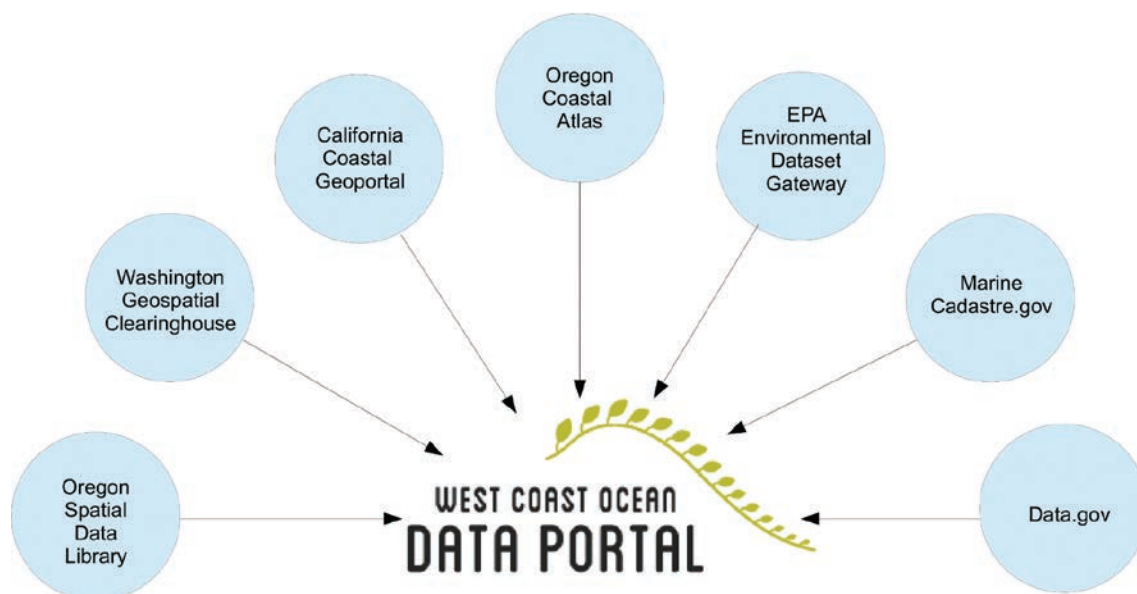 Oregon
Spatial
Data
Library
Washington
Geospatial
Clearinghouse
California
Coastal
Geoportal
Oregon
Coastal
Atlas
EPA
Environmental
Dataset
Gateway
Marine
Cadastre.gov
Data.gov
WEST COAST OCEAN
DATA PORTAL